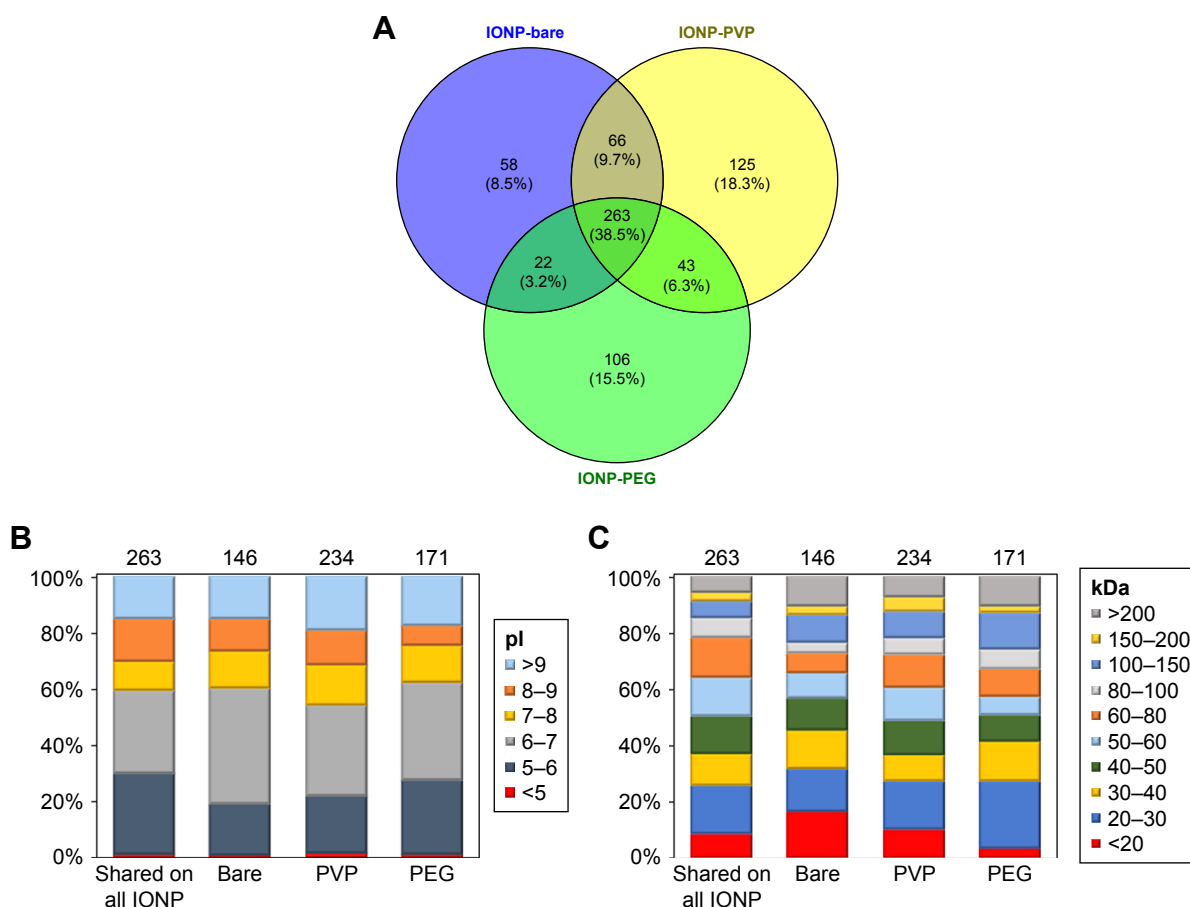 A
IONP-bare
IONP-PVP
58
(8.5%)
66
(9.7%)
125
(18.3%)
263
(38.5%)
22
(3.2%)
43
(6.3%)
106
(15.5%)
IONP-PEG
B
263
146
234
171
100%
80%
60%
40%
20%
0%
Shared on
all IONP
Bare
PVP
PEG
pI
>9
8–9
7–8
6–7
5–6
<5
C
263
146
234
171
100%
80%
60%
40%
20%
0%
Shared on
all IONP
Bare
PVP
PEG
kDa
>200
150–200
100–150
80–100
60–80
50–60
40–50
30–40
20–30
<20